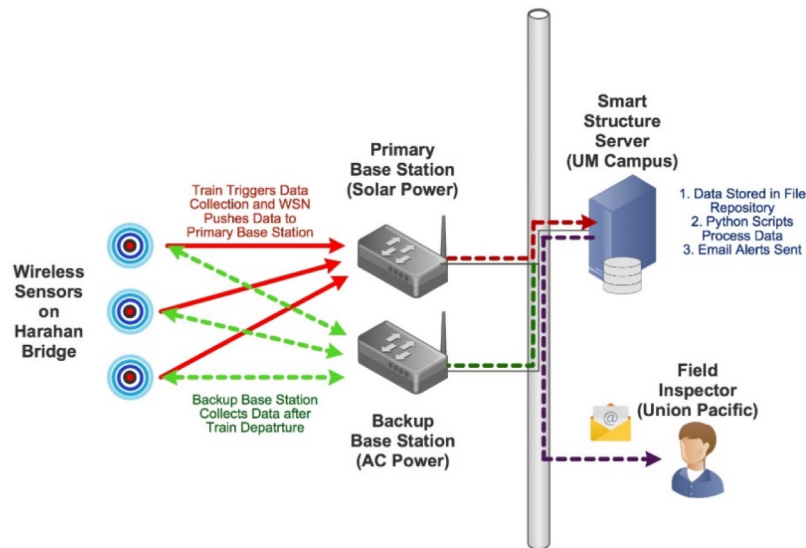 Wireless
Sensors
on
Harahan
Bridge
Train Triggers Data
Collection and WSN
Pushes Data to
Primary Base Station
Backup Base Station
Collects Data after
Train Depatrture
Primary
Base Station
(Solar Power)
Backup
Base Station
(AC Power)
Smart
Structure
Server
(UM Campus)
1. Data Stored in File
Repository
2. Python Scripts
Process Data
3. Email Alerts Sent
@
Field
Inspector
(Union Pacific)